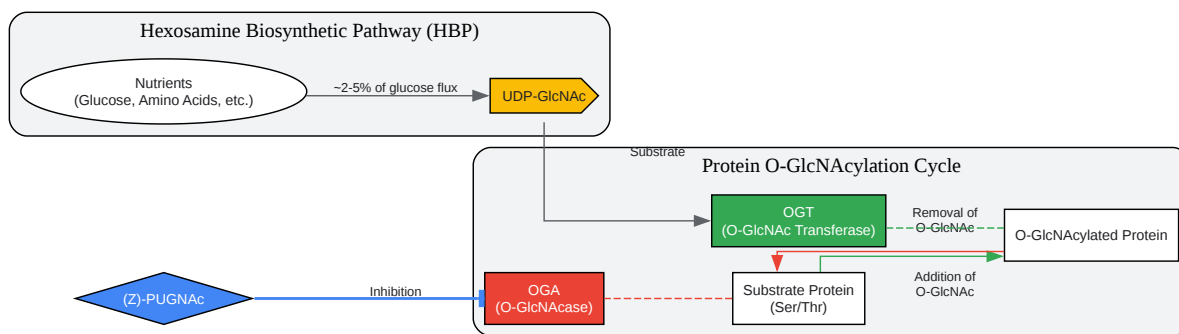 Hexosamine Biosynthetic Pathway (HBP)
Nutrients
(Glucose, Amino Acids, etc.)
~2-5% of glucose flux
UDP-GlcNAc
Substrate
Protein O-GlcNAcylation Cycle
OGT
(O-GlcNAc Transferase)
Removal of
O-GlcNAc
O-GlcNAcylated Protein
(Z)-PUGNAc
Inhibition
OGA
(O-GlcNAcase)
Substrate Protein
(Ser/Thr)
Addition of
O-GlcNAc